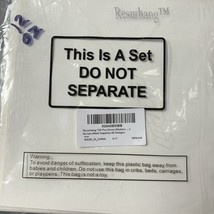 Resurhang™
This Is A Set
DO NOT
SEPARATE
Warning:
To avoid danger of suffocation, keep this plastic bag away from
babies and children. Do not use this bag in cribs, beds, carriages,
or playpens. This bag is not a toy.